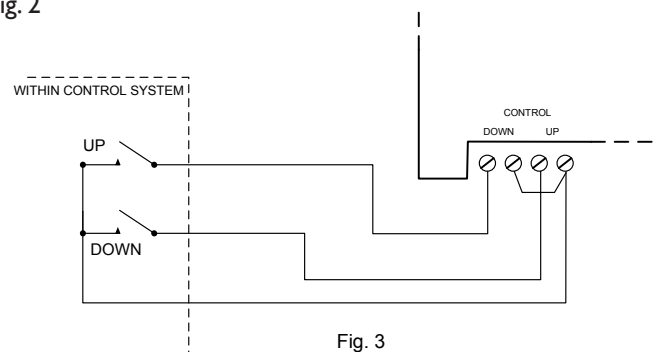 ig. 2
WITHIN CONTROL SYSTEM
CONTROL
DOWN UP
UP
DOWN
Fig. 3